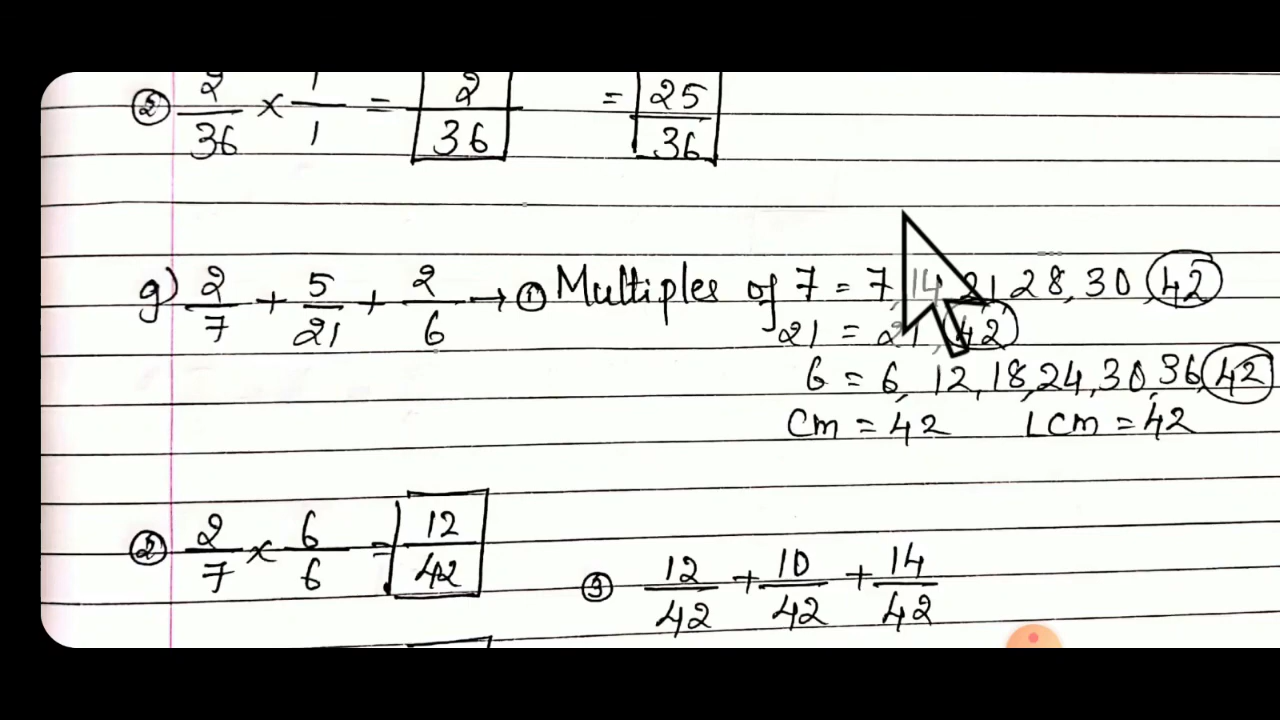 ② 2/36 × 1/1 = 2/36 = 25/36
g) 2/7 + 5/21 + 2/6 → ① Multiples of 7 = 7, 14, 21, 28, 30, 42
21 = 21, 42
6 = 6, 12, 18, 24, 30, 36, 42
Cm = 42 LCm = 42
② 2/7 × 6/6 = 12/42
③ 12/42 + 10/42 + 14/42